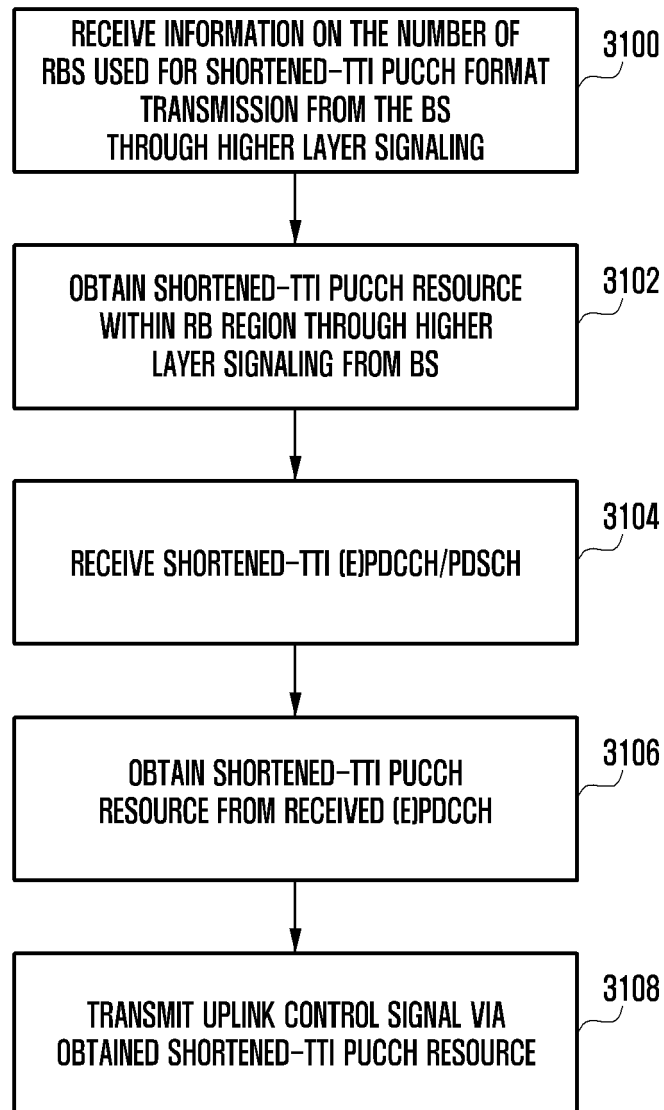 RECEIVE INFORMATION ON THE NUMBER OF
RBS USED FOR SHORTENED-TTI PUCCH FORMAT
TRANSMISSION FROM THE BS
THROUGH HIGHER LAYER SIGNALING
3100
OBTAIN SHORTENED-TTI PUCCH RESOURCE
WITHIN RB REGION THROUGH HIGHER
LAYER SIGNALING FROM BS
3102
RECEIVE SHORTENED-TTI (E)PDCCH/PDSCH
3104
OBTAIN SHORTENED-TTI PUCCH
RESOURCE FROM RECEIVED (E)PDCCH
3106
TRANSMIT UPLINK CONTROL SIGNAL VIA
OBTAINED SHORTENED-TTI PUCCH RESOURCE
3108